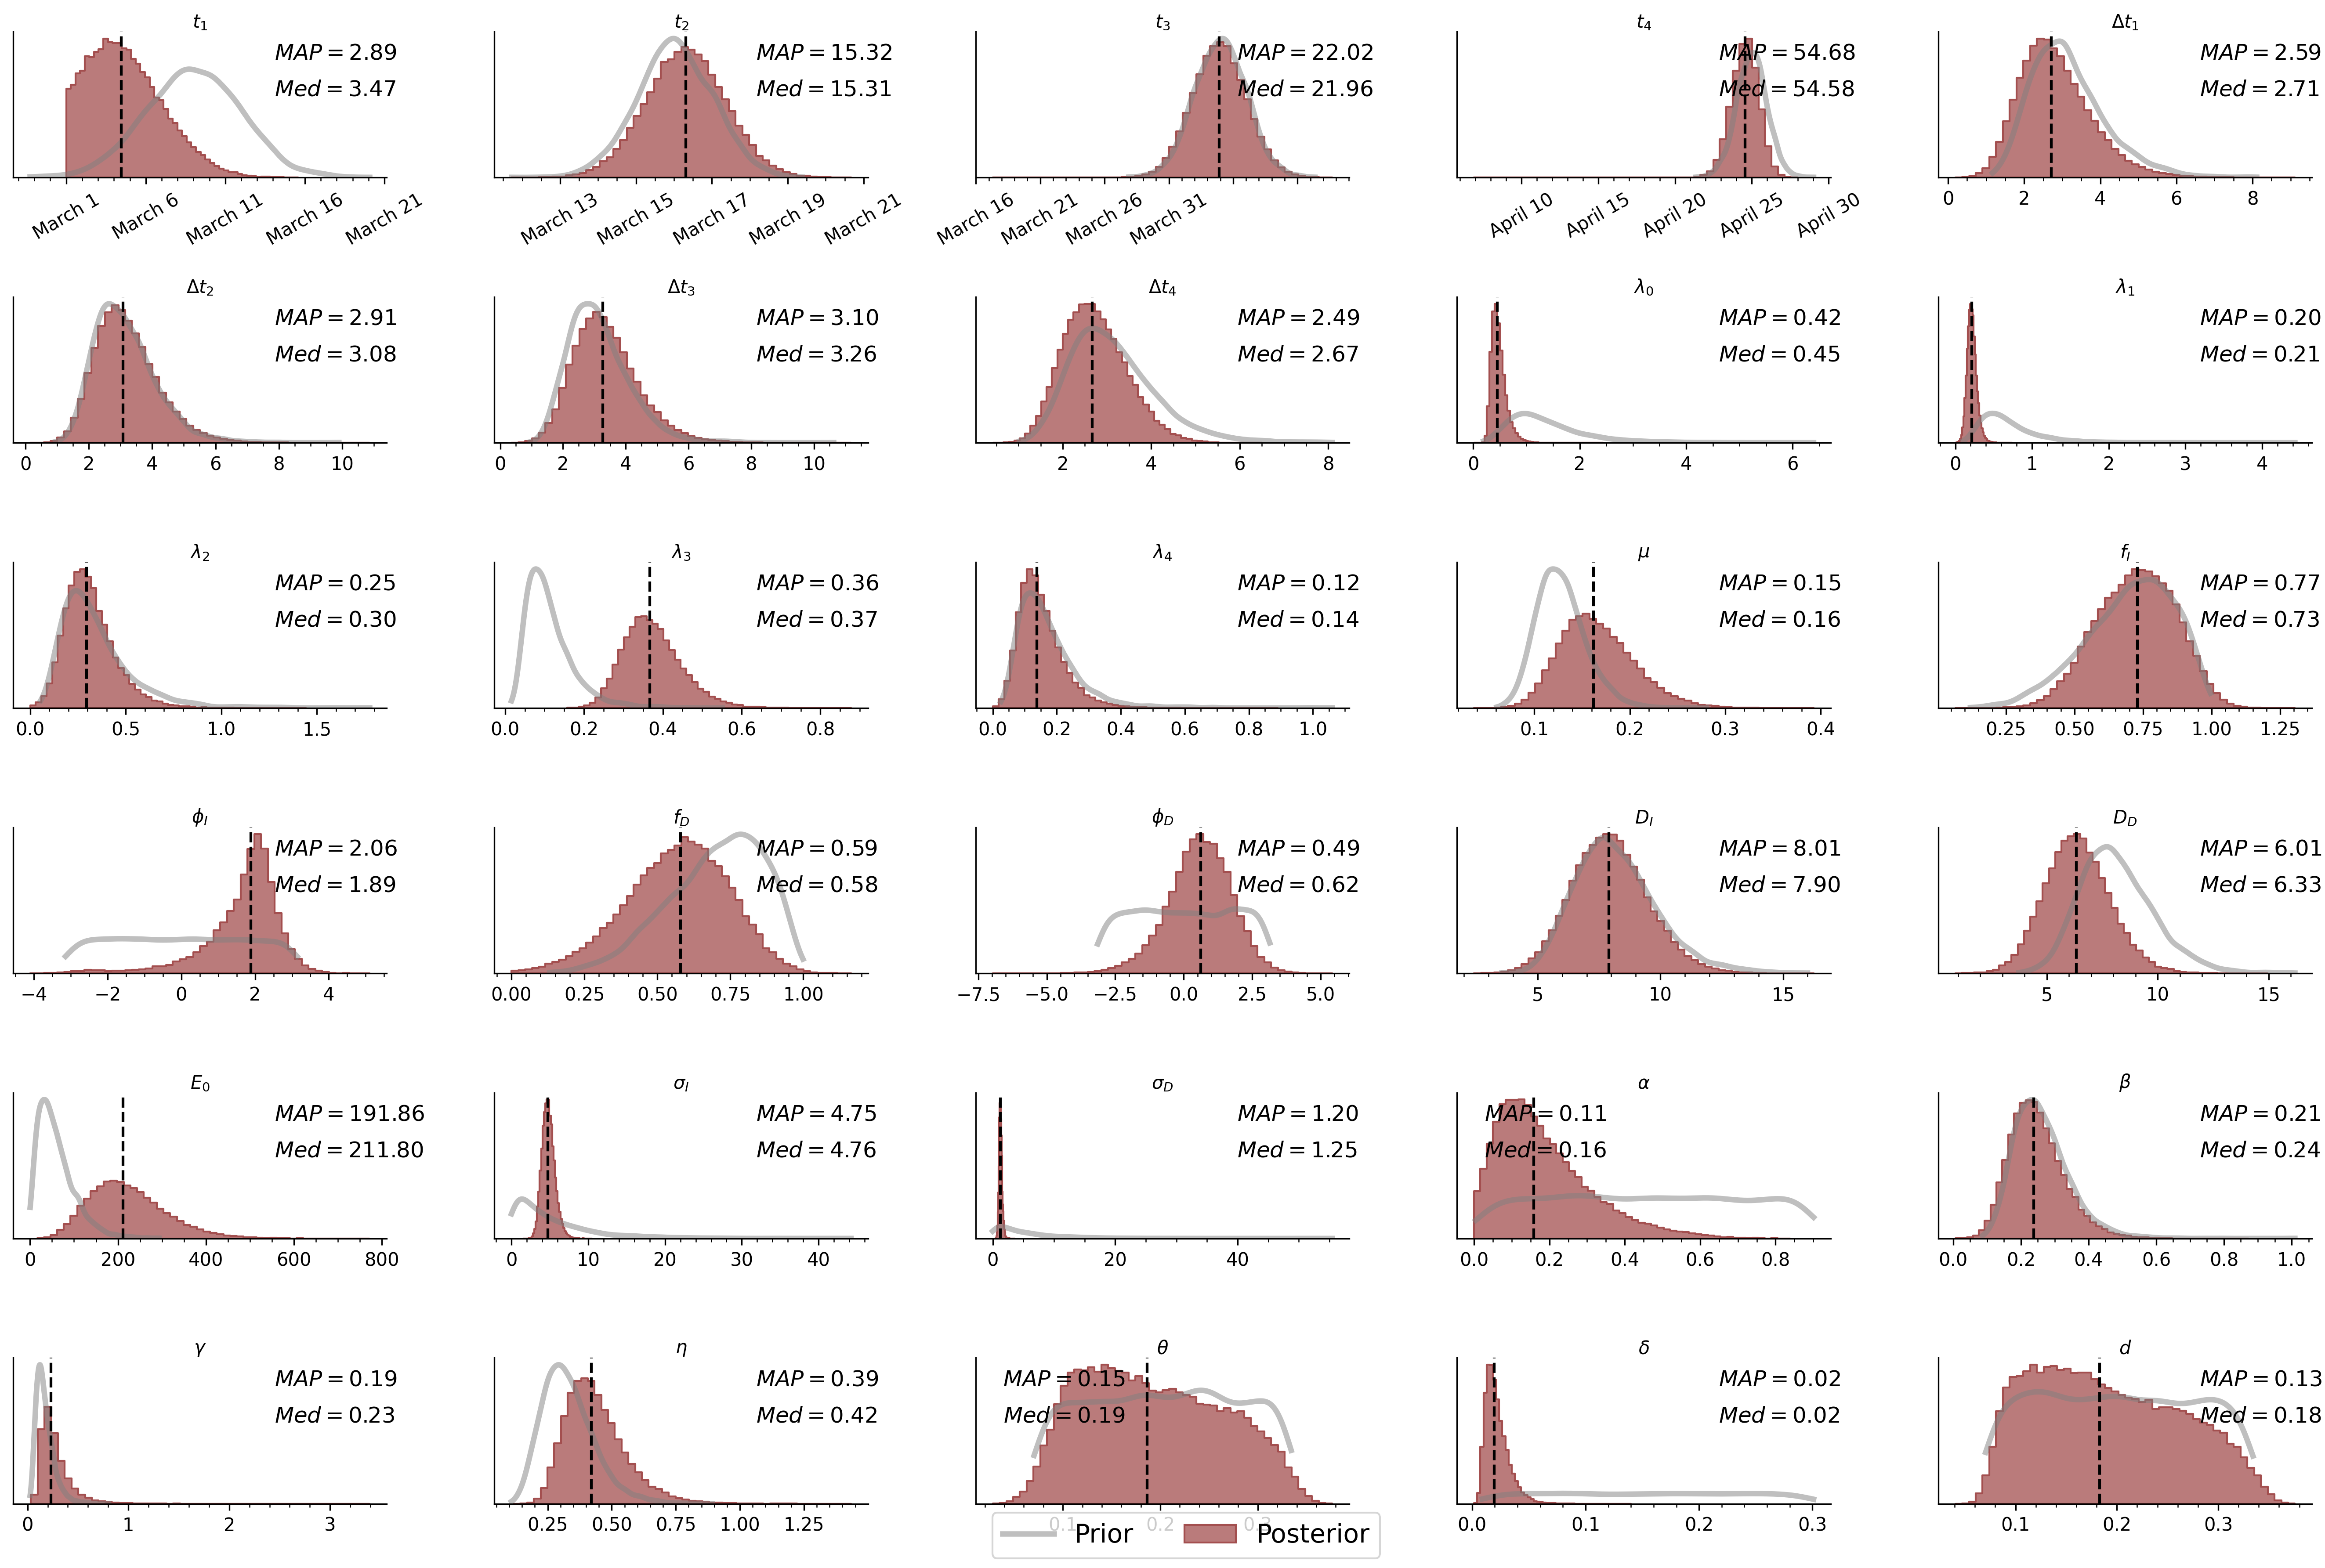 t₁
MAP = 2.89
Med = 3.47
March 1 March 6 March 11 March 16 March 21
t₂
MAP = 15.32
Med = 15.31
March 13 March 15 March 17 March 19 March 21
t₃
MAP = 22.02
Med = 21.96
March 16 March 21 March 26 March 31
t₄
MAP = 54.68
Med = 54.58
April 10 April 15 April 20 April 25 April 30
Δt₁
MAP = 2.59
Med = 2.71
0 2 4 6 8
Δt₂
MAP = 2.91
Med = 3.08
0 2 4 6 8 10
Δt₃
MAP = 3.10
Med = 3.26
0 2 4 6 8 10
Δt₄
MAP = 2.49
Med = 2.67
2 4 6 8
λ₀
MAP = 0.42
Med = 0.45
0 2 4 6
λ₁
MAP = 0.20
Med = 0.21
0 1 2 3 4
λ₂
MAP = 0.25
Med = 0.30
0.0 0.5 1.0 1.5
λ₃
MAP = 0.36
Med = 0.37
0.0 0.2 0.4 0.6 0.8
λ₄
MAP = 0.12
Med = 0.14
0.0 0.2 0.4 0.6 0.8 1.0
μ
MAP = 0.15
Med = 0.16
0.1 0.2 0.3 0.4
f_I
MAP = 0.77
Med = 0.73
0.25 0.50 0.75 1.00 1.25
ϕ_I
MAP = 2.06
Med = 1.89
−4 −2 0 2 4
f_D
MAP = 0.59
Med = 0.58
0.00 0.25 0.50 0.75 1.00
ϕ_D
MAP = 0.49
Med = 0.62
−7.5 −5.0 −2.5 0.0 2.5 5.0
D_I
MAP = 8.01
Med = 7.90
5 10 15
D_D
MAP = 6.01
Med = 6.33
5 10 15
E₀
MAP = 191.86
Med = 211.80
0 200 400 600 800
σ_I
MAP = 4.75
Med = 4.76
0 10 20 30 40
σ_D
MAP = 1.20
Med = 1.25
0 20 40
α
MAP = 0.11
Med = 0.16
0.0 0.2 0.4 0.6 0.8
β
MAP = 0.21
Med = 0.24
0.0 0.2 0.4 0.6 0.8 1.0
γ
MAP = 0.19
Med = 0.23
0 1 2 3
η
MAP = 0.39
Med = 0.42
0.25 0.50 0.75 1.00 1.25
θ
MAP = 0.15
Med = 0.19
0.1 0.2 0.3
δ
MAP = 0.02
Med = 0.02
0.0 0.1 0.2 0.3
d
MAP = 0.13
Med = 0.18
0.1 0.2 0.3
Prior Posterior